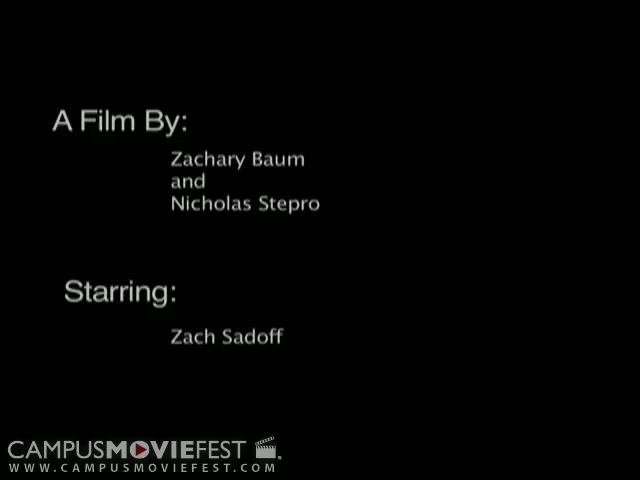 A Film By:
Zachary Baum
and
Nicholas Stepro
Starring:
Zach Sadoff
CAMPUSMOVIEFEST
WWW.CAMPUSMOVIEFEST.COM